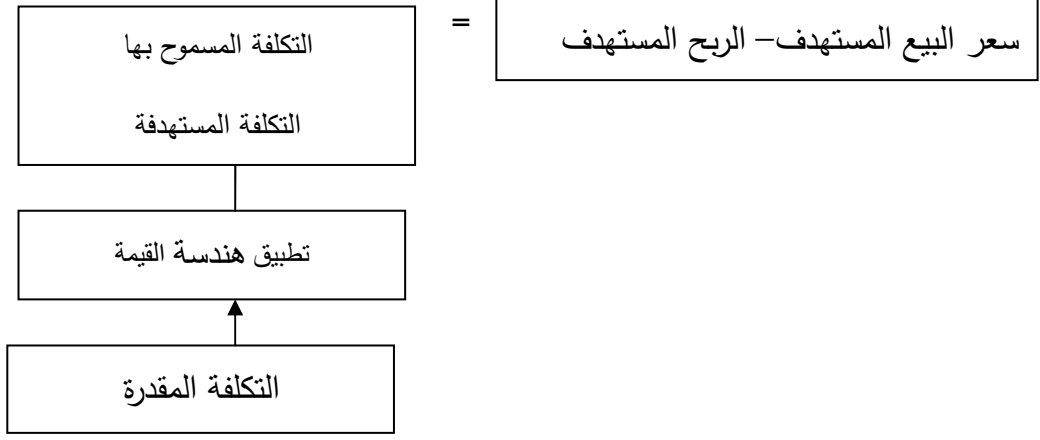 التكلفة المسموح بها
=
سعر البيع المستهدف– الربح المستهدف
التكلفة المستهدفة
تطبيق هندسة القيمة
التكلفة المقدرة